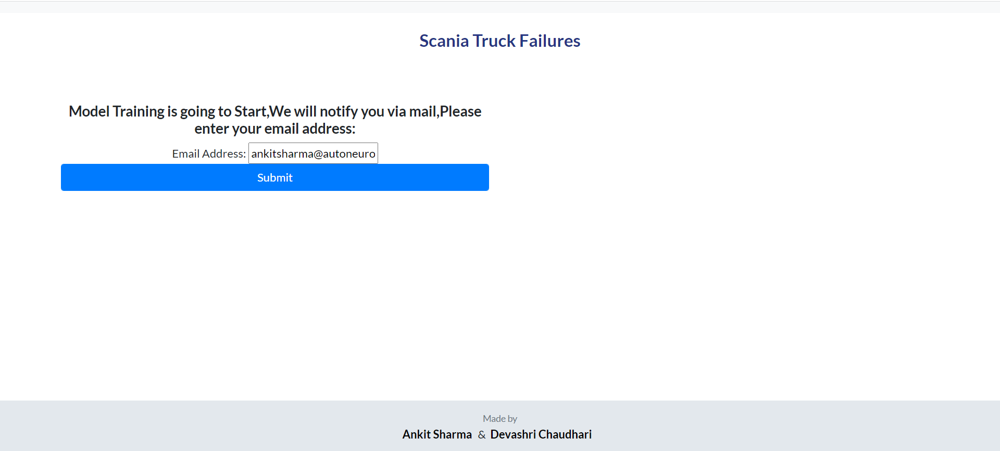 Scania Truck Failures
Model Training is going to Start,We will notify you via mail,Please
enter your email address:
Email Address: ankitsharma@autoneuro
Submit
Made by
Ankit Sharma & Devashri Chaudhari